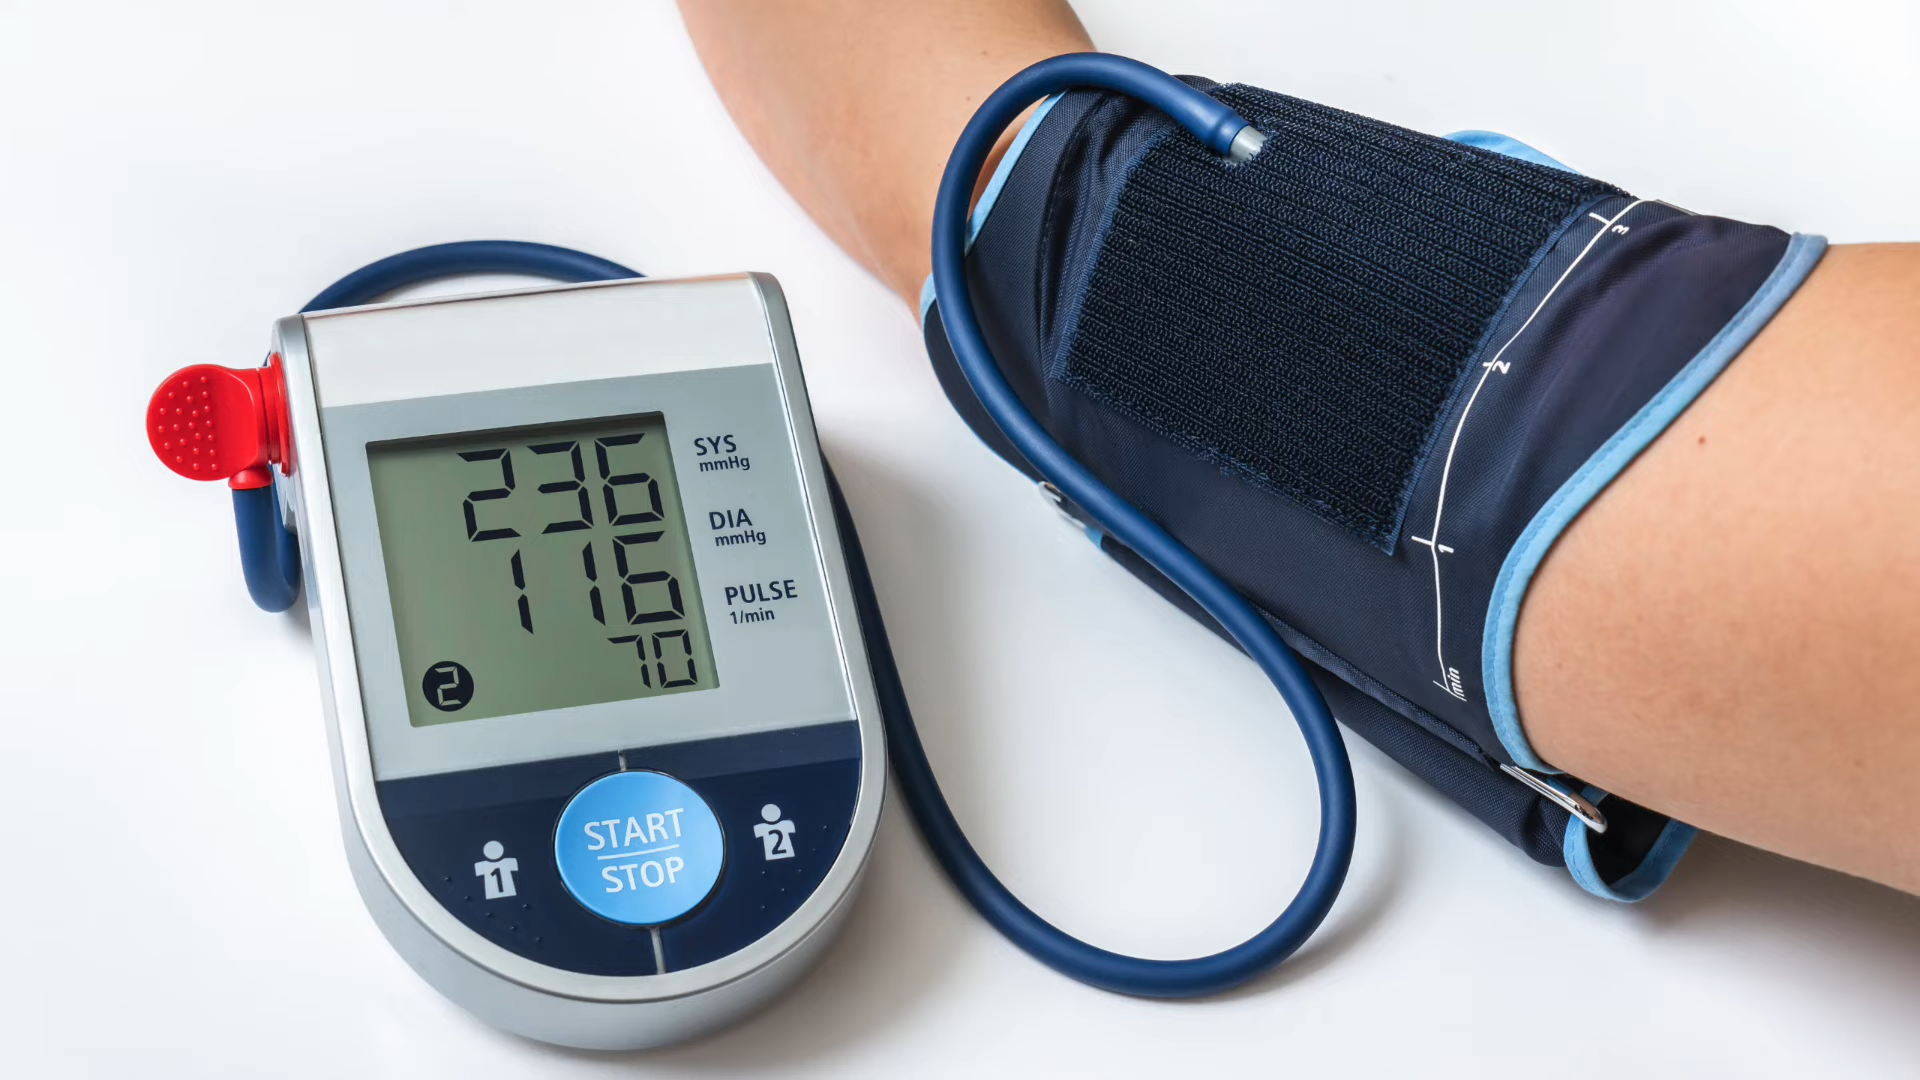 236
SYS
mmHg
116
DIA
mmHg
70
PULSE
1/min
2
START
STOP
1
2
3
2
1
min